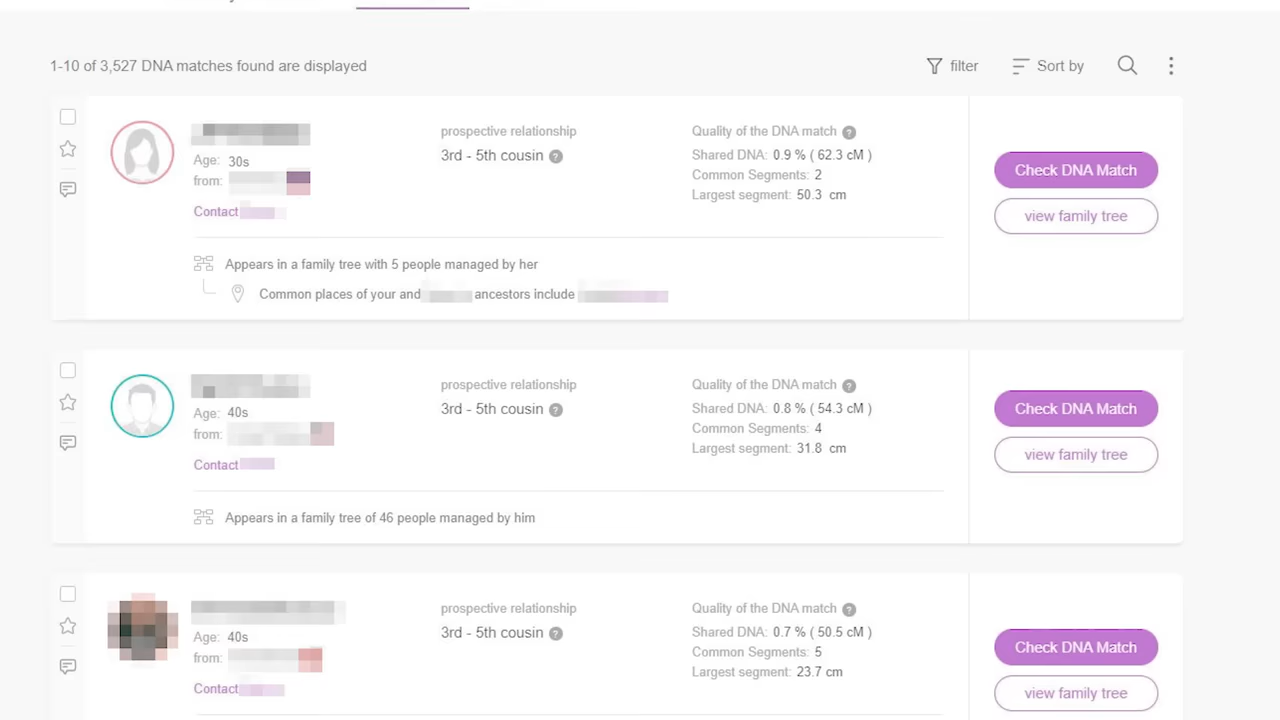 1-10 of 3,527 DNA matches found are displayed
filter
Sort by
prospective relationship
3rd - 5th cousin ?
Quality of the DNA match ?
Shared DNA: 0.9 % ( 62.3 cM )
Common Segments: 2
Largest segment: 50.3 cm
Age: 30s
from:
Contact
Check DNA Match
view family tree
Appears in a family tree with 5 people managed by her
Common places of your and ancestors include
prospective relationship
3rd - 5th cousin ?
Quality of the DNA match ?
Shared DNA: 0.8 % ( 54.3 cM )
Common Segments: 4
Largest segment: 31.8 cm
Age: 40s
from:
Contact
Check DNA Match
view family tree
Appears in a family tree of 46 people managed by him
prospective relationship
3rd - 5th cousin ?
Quality of the DNA match ?
Shared DNA: 0.7 % ( 50.5 cM )
Common Segments: 5
Largest segment: 23.7 cm
Age: 40s
from:
Contact
Check DNA Match
view family tree